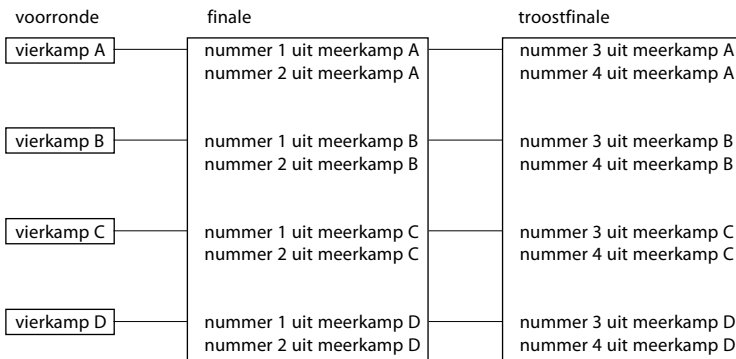 voorronde finale troostfinale
vierkamp A nummer 1 uit meerkamp A nummer 3 uit meerkamp A
nummer 2 uit meerkamp A nummer 4 uit meerkamp A
vierkamp B nummer 1 uit meerkamp B nummer 3 uit meerkamp B
nummer 2 uit meerkamp B nummer 4 uit meerkamp B
vierkamp C nummer 1 uit meerkamp C nummer 3 uit meerkamp C
nummer 2 uit meerkamp C nummer 4 uit meerkamp C
vierkamp D nummer 1 uit meerkamp D nummer 3 uit meerkamp D
nummer 2 uit meerkamp D nummer 4 uit meerkamp D